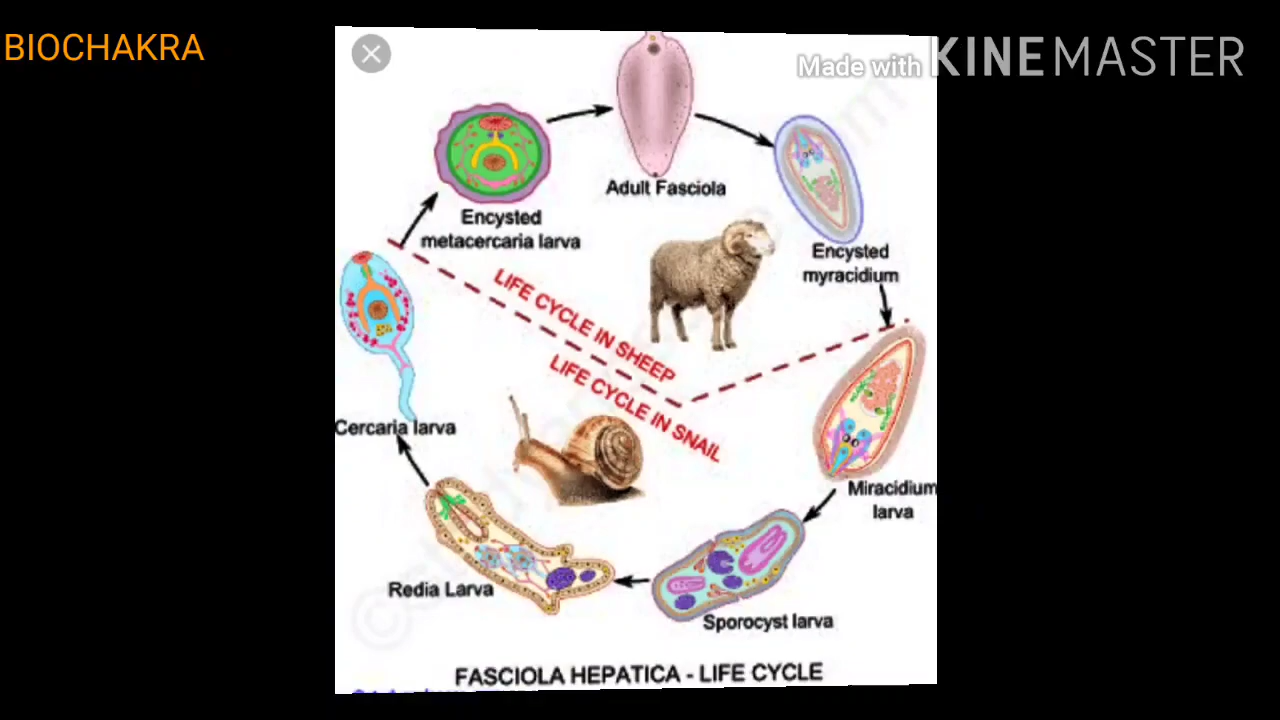 BIOCHAKRA
Made with KINEMASTER
Adult Fasciola
Encysted
metacercaria larva
Encysted
myracidium
LIFE CYCLE IN SHEEP
LIFE CYCLE IN SNAIL
Cercaria larva
Miracidium
larva
Redia Larva
Sporocyst larva
FASCIOLA HEPATICA - LIFE CYCLE